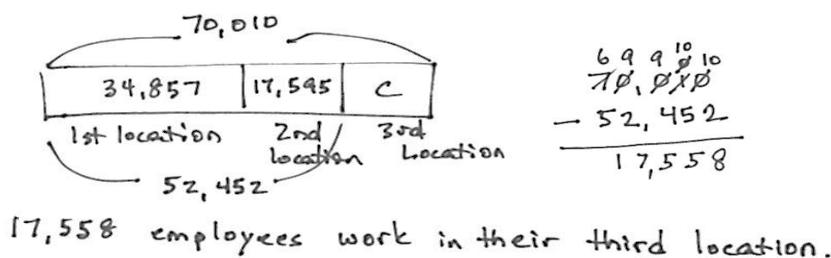 70,010
34,857 17,595 C
1st location 2nd location 3rd Location
52,452
6 9 9 10 10
70,010
- 52,452
17,558
17,558 employees work in their third location.